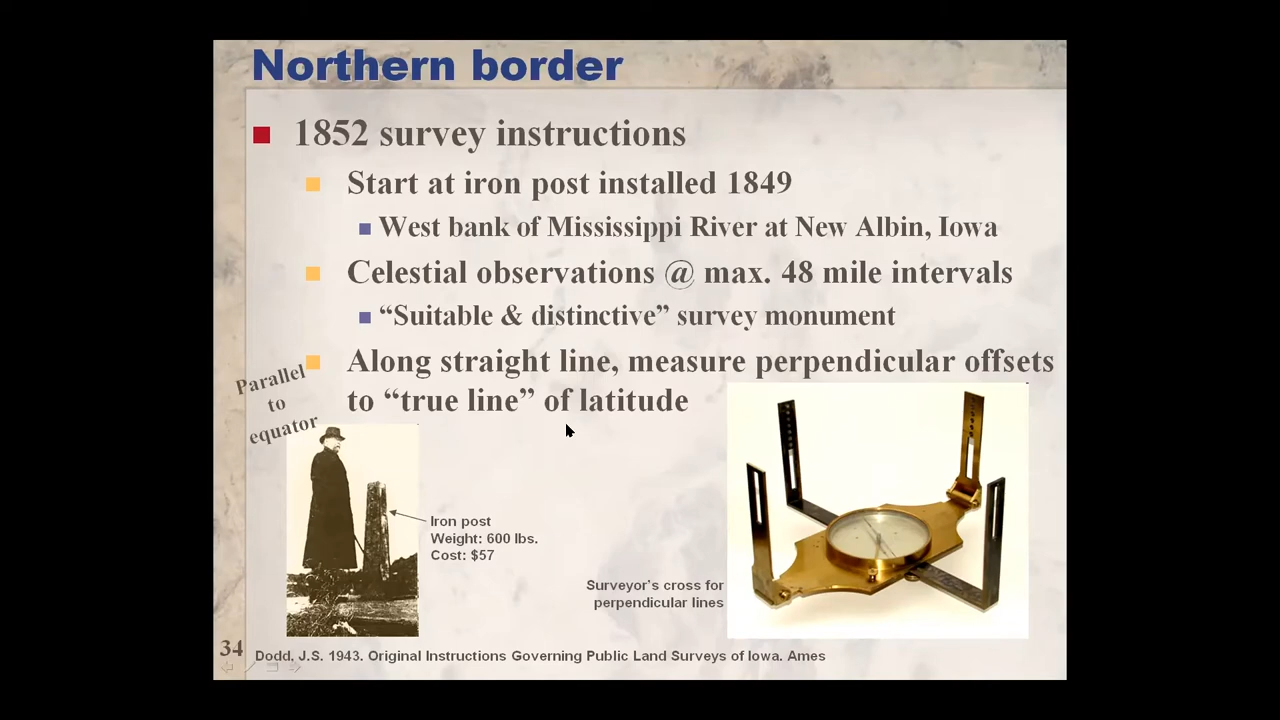 Northern border
1852 survey instructions
Start at iron post installed 1849
West bank of Mississippi River at New Albin, Iowa
Celestial observations @ max. 48 mile intervals
“Suitable & distinctive” survey monument
Along straight line, measure perpendicular offsets
to “true line” of latitude
Parallel
to
equator
Iron post
Weight: 600 lbs.
Cost: $57
Surveyor's cross for
perpendicular lines
34
Dodd, J.S. 1943. Original Instructions Governing Public Land Surveys of Iowa. Ames